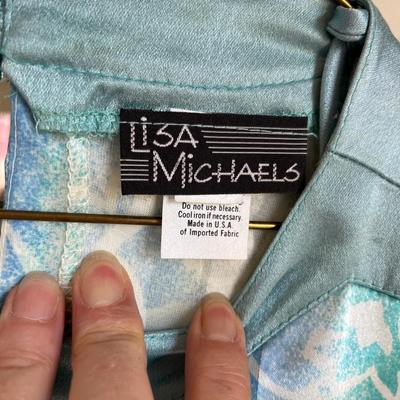 LiSA
MiCHAELS
Do not use bleach.
Cool iron if necessary.
Made in U.S.A.
of Imported Fabric